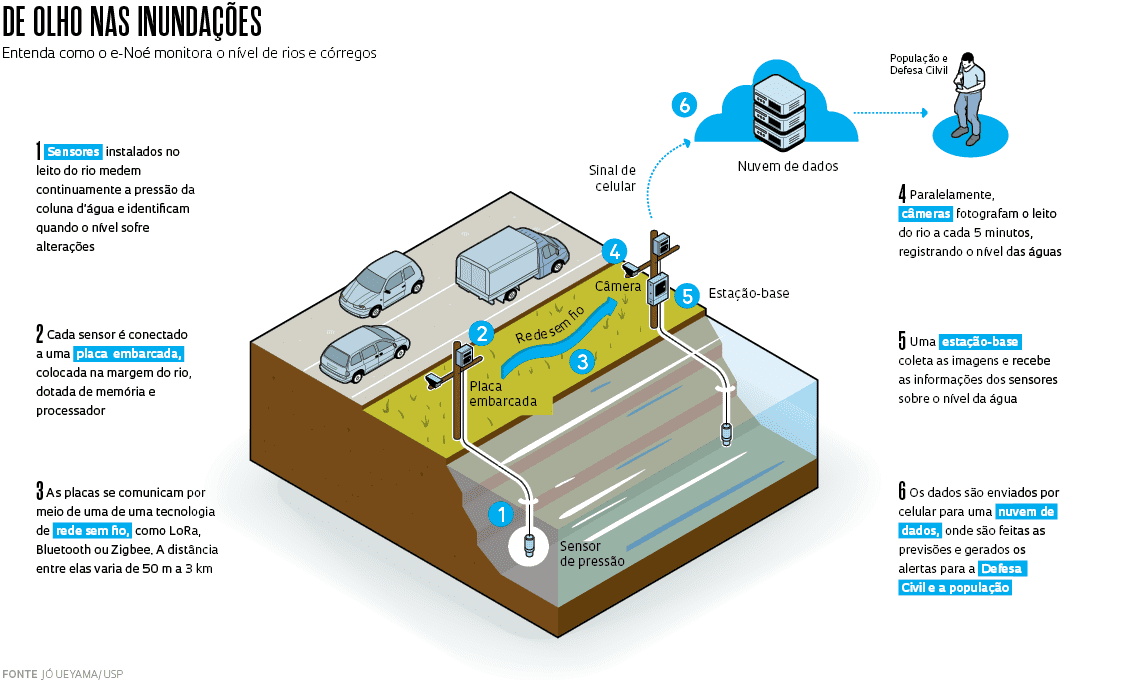 DE OLHO NAS INUNDAÇÕES
Entenda como o e-Noé monitora o nível de rios e córregos
1 Sensores instalados no
leito do rio medem
continuamente a pressão da
coluna d'água e identificam
quando o nível sofre
alterações
2 Cada sensor é conectado
a uma placa embarcada,
colocada na margem do rio,
dotada de memória e
processador
3 As placas se comunicam por
meio de uma de uma tecnologia
de rede sem fio, como LoRa,
Bluetooth ou Zigbee. A distância
entre elas varia de 50 m a 3 km
6
Nuvem de dados
População e
Defesa Cilvil
Sinal de
celular
4
Câmera
5
Estação-base
2
Placa
embarcada
Rede sem fio
3
1
Sensor
de pressão
4 Paralelamente,
câmeras fotografam o leito
do rio a cada 5 minutos,
registrando o nível das águas
5 Uma estação-base
coleta as imagens e recebe
as informações dos sensores
sobre o nível da água
6 Os dados são enviados por
celular para uma nuvem de
dados, onde são feitas as
previsões e gerados os
alertas para a Defesa
Civil e a população
FONTE JÓ UEYAMA/USP